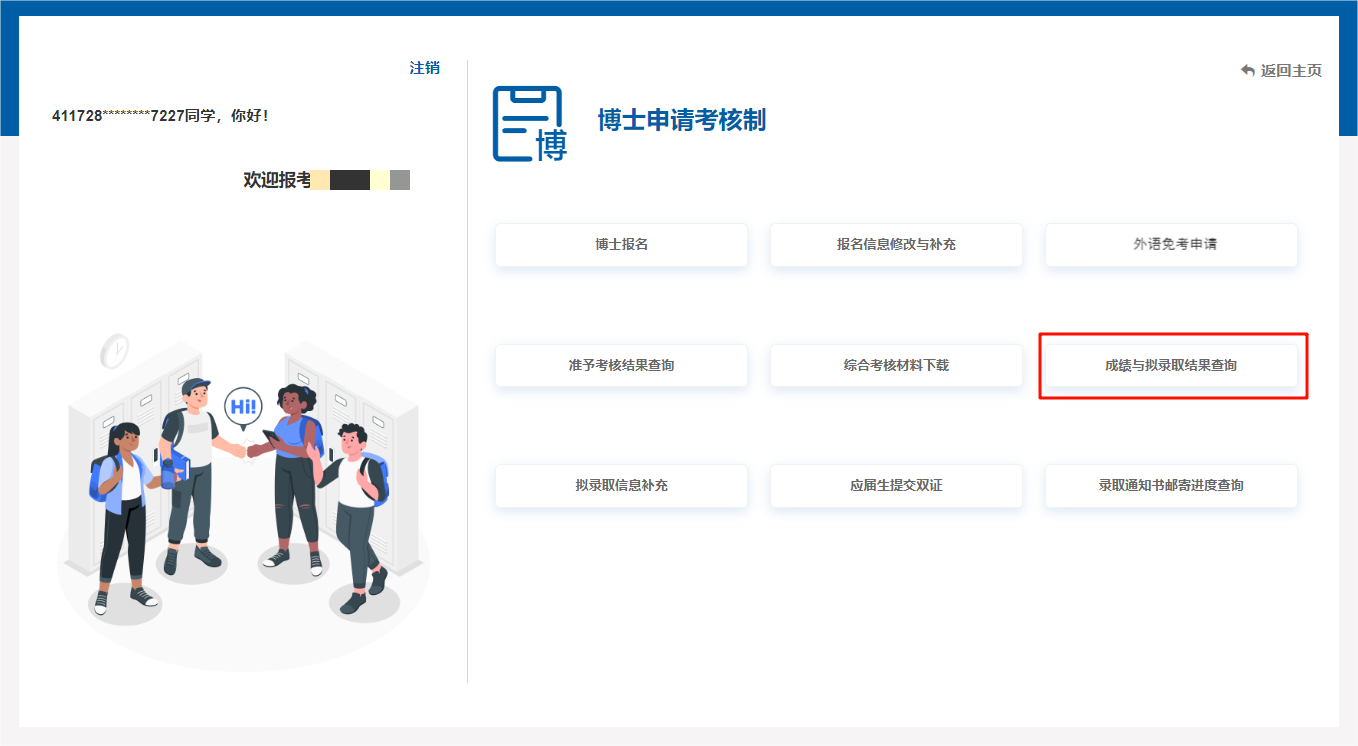 注销
返回主页
411728********7227同学，你好！
欢迎报考
博
博士申请考核制
博士报名
报名信息修改与补充
外语免考申请
准予考核结果查询
综合考核材料下载
成绩与拟录取结果查询
Hi!
拟录取信息补充
应届生提交双证
录取通知书邮寄进度查询